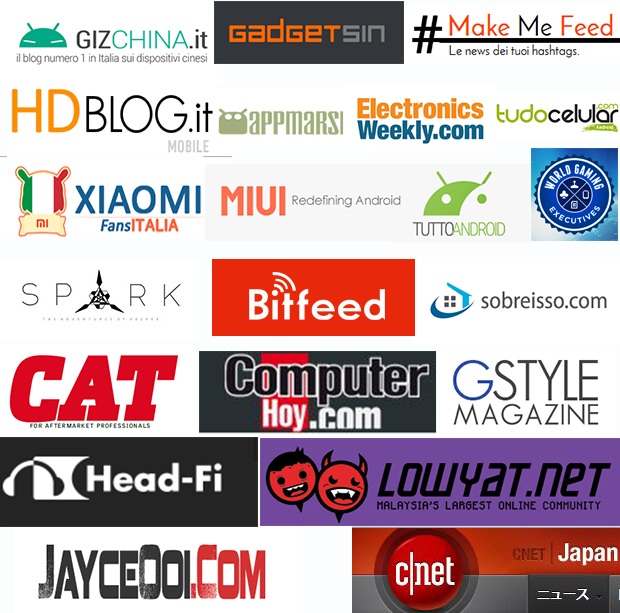 GIZCHINA.it
il blog numero 1 in Italia sui dispositivi cinesi
GADGETSIN
#Make Me Feed
Le news dei tuoi hashtags.
HDBLOG.it
MOBILE
APPMARSI
Electronics
Weekly.com
tudocelular.com
Android
MI
XIAOMI
FansITALIA
MIUI Redefining Android
TUTTOANDROID
WORLD GAMING
EXECUTIVES
SPARK
THE ADVENTURES OF VESPER
Bitfeed
sobreisso.com
CAT
FOR AFTERMARKET PROFESSIONALS
Computer
Hoy.com
GSTYLE
MAGAZINE
Head-Fi
LOWYAT.NET
MALAYSIA'S LARGEST ONLINE COMMUNITY
JAYCEOOI.COM
c|net
CNET Japan
ニュース